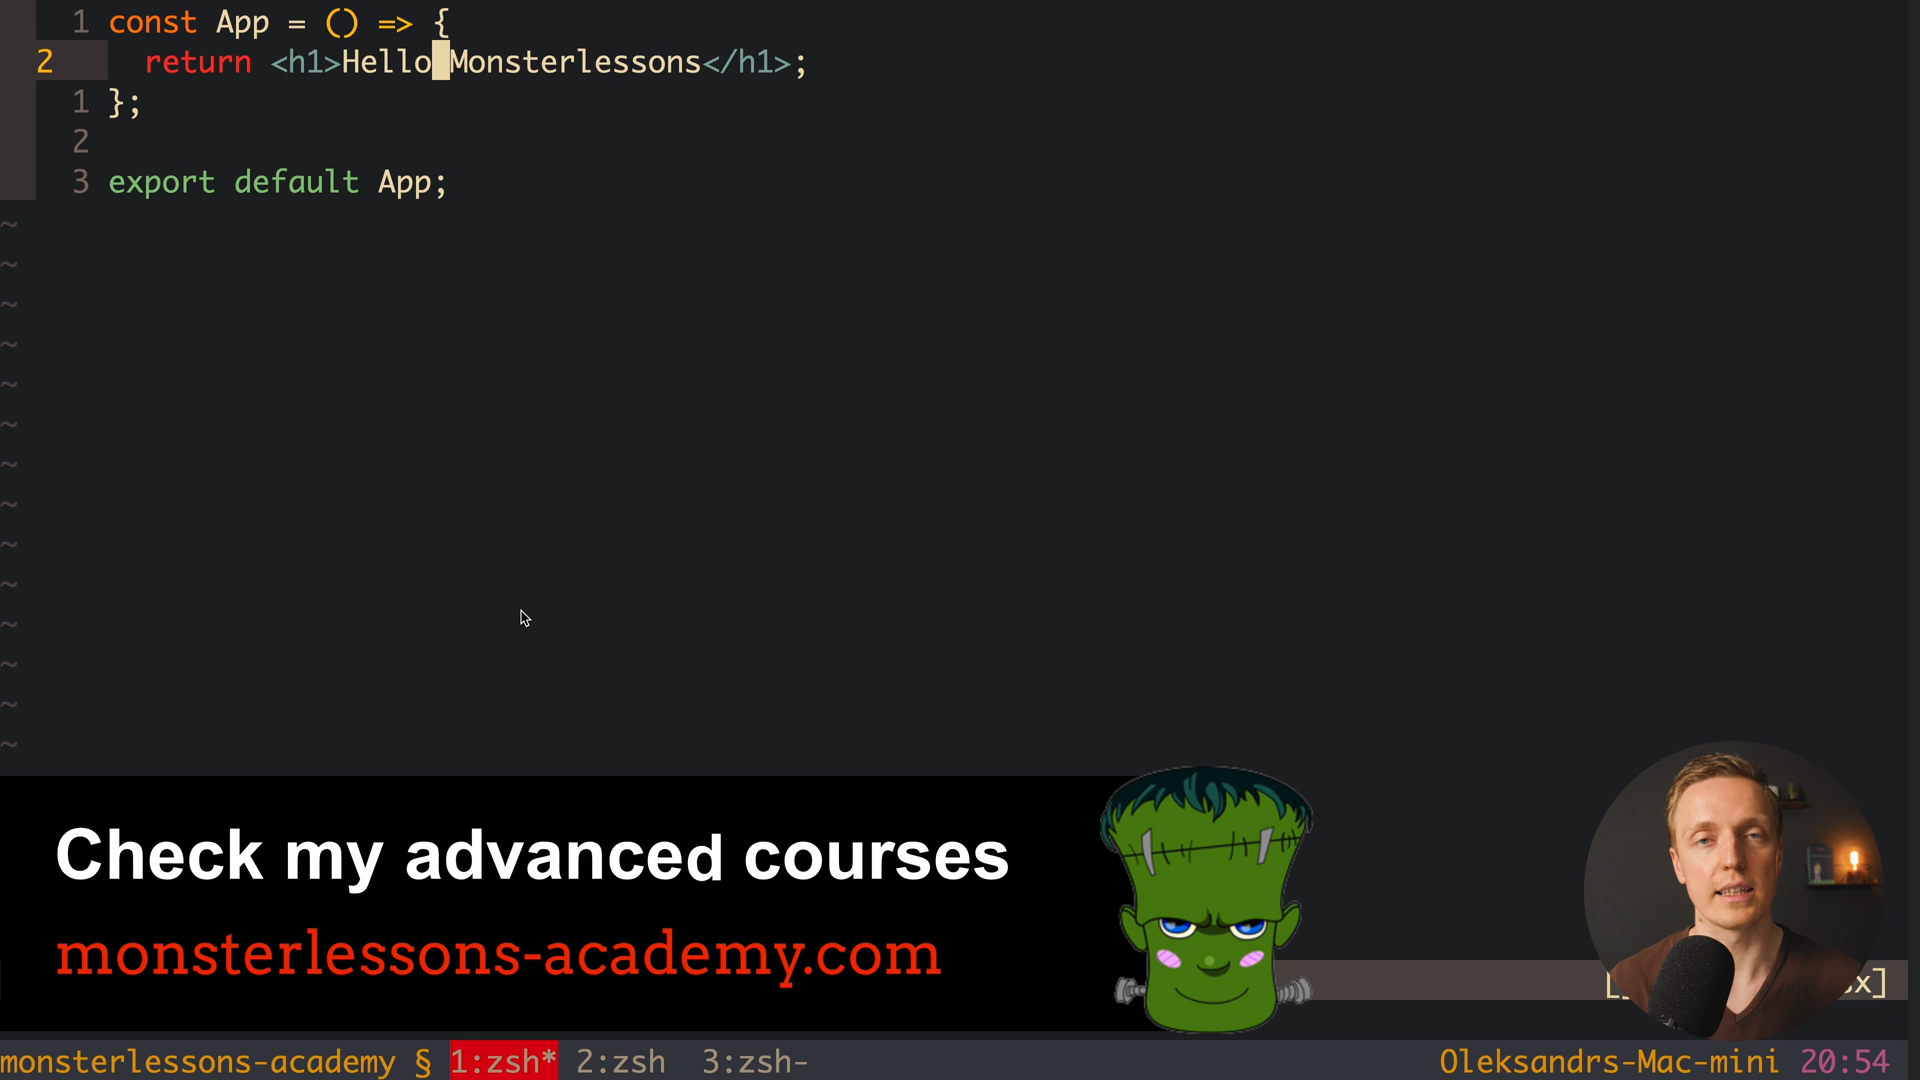 1 const App = () => {
2 return <h1>Hello Monsterlessons</h1>;
1 };
2
3 export default App;
~
~
~
~
~
~
~
~
~
~
~
~
~
~
Check my advanced courses
monsterlessons-academy.com
monsterlessons-academy § 1:zsh* 2:zsh 3:zsh- Oleksandrs-Mac-mini 20:54